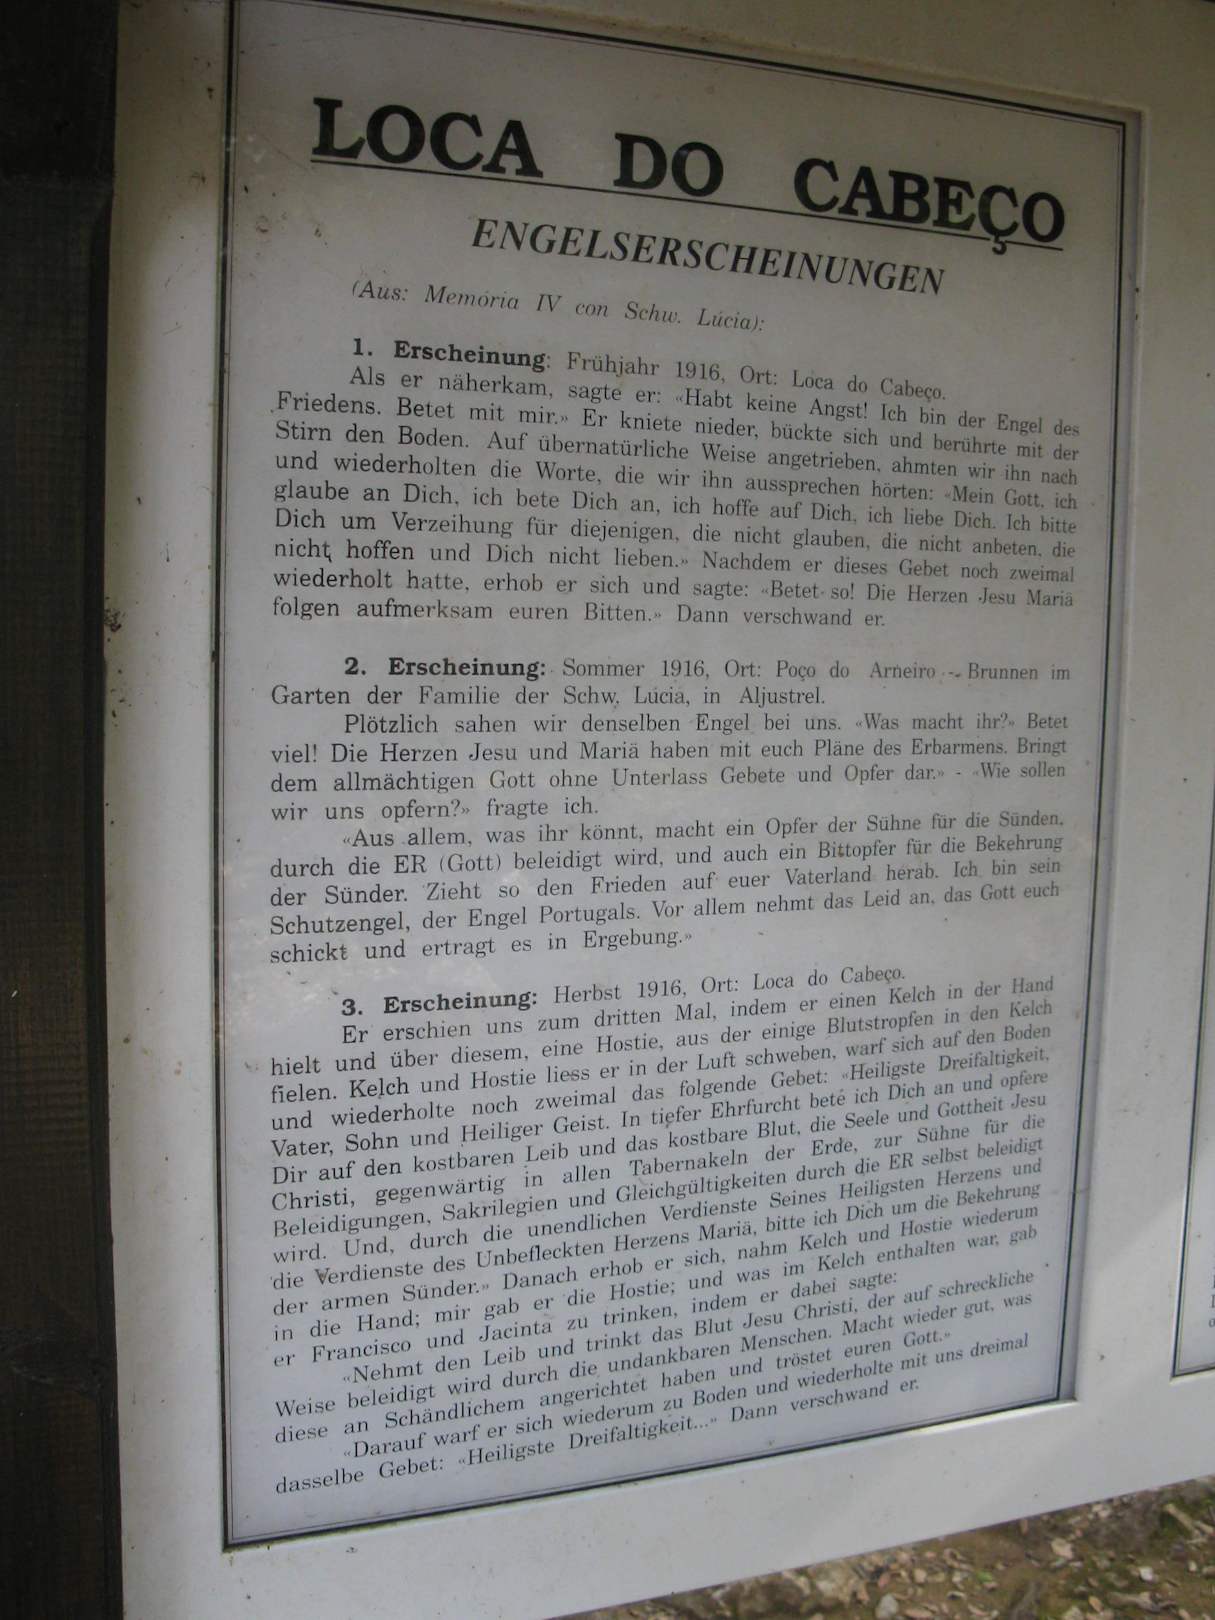 LOCA DO CABEÇO
ENGELSERSCHEINUNGEN
(Aus: Memória IV con Schw. Lúcia):
1. Erscheinung: Frühjahr 1916, Ort: Loca do Cabeço.
Als er näherkam, sagte er: «Habt keine Angst! Ich bin der Engel des
Friedens. Betet mit mir.» Er kniete nieder, bückte sich und berührte mit der
Stirn den Boden. Auf übernatürliche Weise angetrieben, ahmten wir ihn nach
und wiederholten die Worte, die wir ihn aussprechen hörten: «Mein Gott, ich
glaube an Dich, ich bete Dich an, ich hoffe auf Dich, ich liebe Dich. Ich bitte
Dich um Verzeihung für diejenigen, die nicht glauben, die nicht anbeten, die
nicht hoffen und Dich nicht lieben.» Nachdem er dieses Gebet noch zweimal
wiederholt hatte, erhob er sich und sagte: «Betet so! Die Herzen Jesu Mariä
folgen aufmerksam euren Bitten.» Dann verschwand er.
2. Erscheinung: Sommer 1916, Ort: Poço do Arneiro - Brunnen im
Garten der Familie der Schw. Lúcia, in Aljustrel.
Plötzlich sahen wir denselben Engel bei uns. «Was macht ihr?» Betet
viel! Die Herzen Jesu und Mariä haben mit euch Pläne des Erbarmens. Bringt
dem allmächtigen Gott ohne Unterlass Gebete und Opfer dar.» - «Wie sollen
wir uns opfern?» fragte ich.
«Aus allem, was ihr könnt, macht ein Opfer der Sühne für die Sünden,
durch die ER (Gott) beleidigt wird, und auch ein Bittopfer für die Bekehrung
der Sünder. Zieht so den Frieden auf euer Vaterland herab. Ich bin sein
Schutzengel, der Engel Portugals. Vor allem nehmt das Leid an, das Gott euch
schickt und ertragt es in Ergebung.»
3. Erscheinung: Herbst 1916, Ort: Loca do Cabeço.
Er erschien uns zum dritten Mal, indem er einen Kelch in der Hand
hielt und über diesem, eine Hostie, aus der einige Blutstropfen in den Kelch
fielen. Kelch und Hostie liess er in der Luft schweben, warf sich auf den Boden
und wiederholte noch zweimal das folgende Gebet: «Heiligste Dreifaltigkeit,
Vater, Sohn und Heiliger Geist. In tiefer Ehrfurcht bete ich Dich an und opfere
Dir auf den kostbaren Leib und das kostbare Blut, die Seele und Gottheit Jesu
Christi, gegenwärtig in allen Tabernakeln der Erde, zur Sühne für die
Beleidigungen, Sakrilegien und Gleichgültigkeiten durch die ER selbst beleidigt
wird. Und, durch die unendlichen Verdienste Seines Heiligsten Herzens und
die Verdienste des Unbefleckten Herzens Mariä, bitte ich Dich um die Bekehrung
der armen Sünder.» Danach erhob er sich, nahm Kelch und Hostie wiederum
in die Hand; mir gab er die Hostie; und was im Kelch enthalten war, gab
er Francisco und Jacinta zu trinken, indem er dabei sagte:
«Nehmt den Leib und trinkt das Blut Jesu Christi, der auf schreckliche
Weise beleidigt wird durch die undankbaren Menschen. Macht wieder gut, was
diese an Schändlichem angerichtet haben und tröstet euren Gott.»
«Darauf warf er sich wiederum zu Boden und wiederholte mit uns dreimal
dasselbe Gebet: «Heiligste Dreifaltigkeit...» Dann verschwand er.